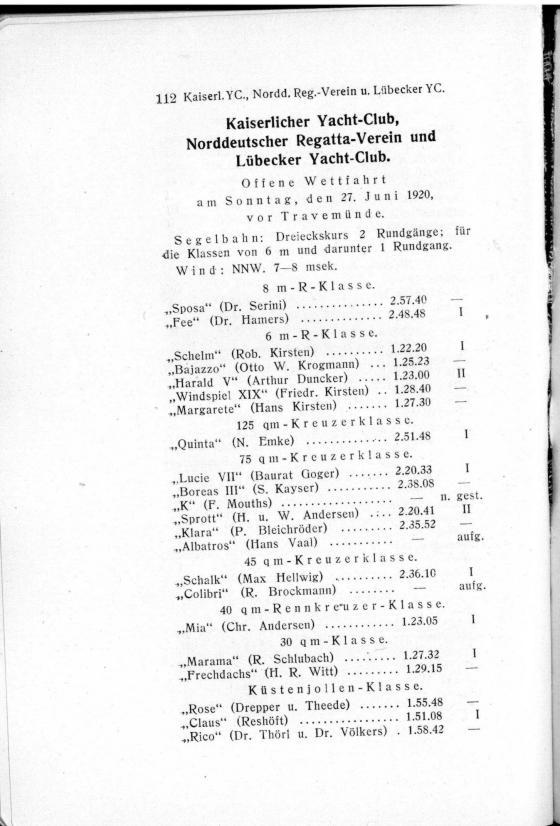 112 Kaiserl. YC., Nordd. Reg.-Verein u. Lübecker YC.
Kaiserlicher Yacht-Club,
Norddeutscher Regatta-Verein und
Lübecker Yacht-Club.
Offene Wettfahrt
am Sonntag, den 27. Juni 1920,
vor Travemünde.
Segelbahn: Dreieckskurs 2 Rundgänge; für
die Klassen von 6 m und darunter 1 Rundgang.
Wind: NNW. 7—8 msek.
8 m-R-Klasse.
„Sposa“ (Dr. Serini) ............... 2.57.40 —
„Fee“ (Dr. Hamers) .............. 2.48.48 I
6 m-R-Klasse.
„Schelm“ (Rob. Kirsten) .......... 1.22.20 I
„Bajazzo“ (Otto W. Krogmann) ... 1.25.23 —
„Harald V“ (Arthur Duncker) ..... 1.23.00 II
„Windspiel XIX“ (Friedr. Kirsten) .. 1.28.40 —
„Margarete“ (Hans Kirsten) ....... 1.27.30 —
125 qm-Kreuzerklasse.
„Quinta“ (N. Emke) .............. 2.51.48 I
75 qm-Kreuzerklasse.
„Lucie VII“ (Baurat Goger) ....... 2.20.33 I
„Boreas III“ (S. Kayser) ........... 2.38.08 —
„K“ (F. Mouths) ................... — n. gest.
„Sprott“ (H. u. W. Andersen) .... 2.20.41 II
„Klara“ (P. Bleichröder) ......... 2.35.52 —
„Albatros“ (Hans Vaal) ........... — aufg.
45 qm-Kreuzerklasse.
„Schalk“ (Max Hellwig) .......... 2.36.10 I
„Colibri“ (R. Brockmann) ........ — aufg.
40 qm-Rennkreuzer-Klasse.
„Mia“ (Chr. Andersen) ............ 1.23.05 I
30 qm-Klasse.
„Marama“ (R. Schlubach) ......... 1.27.32 I
„Frechdachs“ (H. R. Witt) ......... 1.29.15 —
Küstenjollen-Klasse.
„Rose“ (Drepper u. Theede) ....... 1.55.48 —
„Claus“ (Reshöft) ................. 1.51.08 I
„Rico“ (Dr. Thörl u. Dr. Völkers) . 1.58.42 —